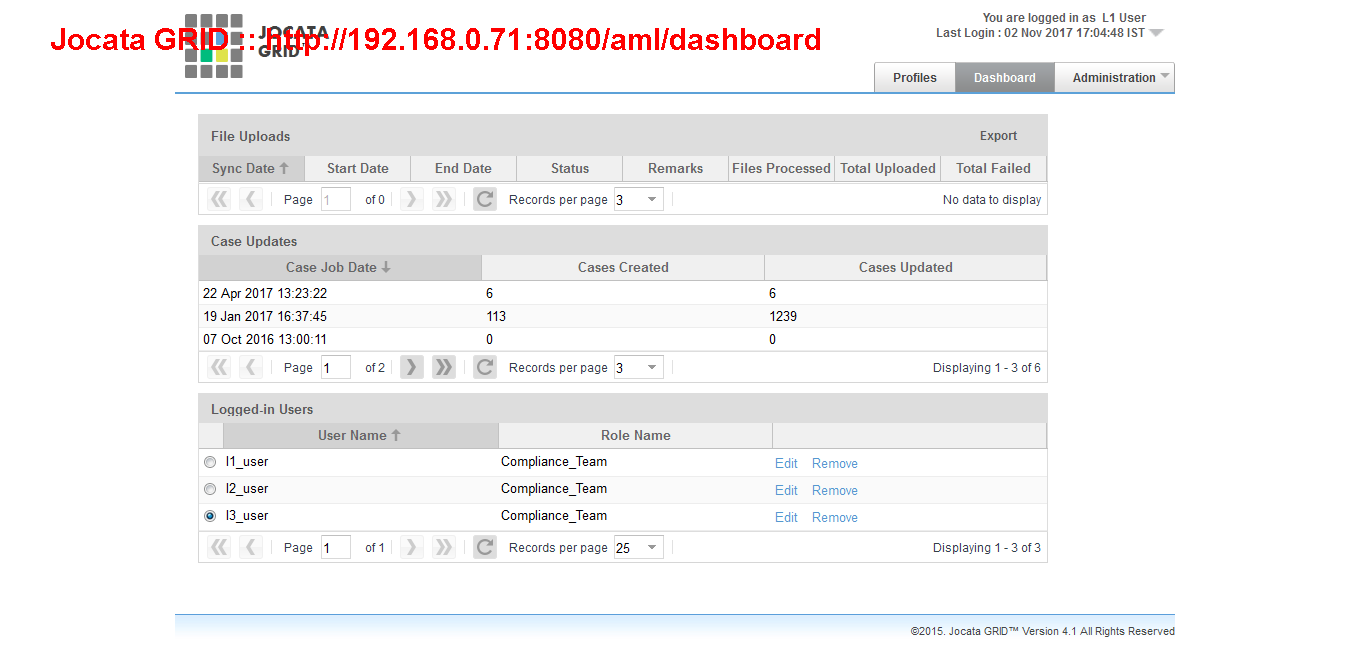 You are logged in as L1 User
Last Login : 02 Nov 2017 17:04:48 IST
JOCATA
GRID™
Jocata GRID :: http://192.168.0.71:8080/aml/dashboard
Profiles Dashboard Administration
File Uploads Export
Sync Date Start Date End Date Status Remarks Files Processed Total Uploaded Total Failed
Page 1 of 0 Records per page 3 No data to display
Case Updates
Case Job Date Cases Created Cases Updated
22 Apr 2017 13:23:22 6 6
19 Jan 2017 16:37:45 113 1239
07 Oct 2016 13:00:11 0 0
Page 1 of 2 Records per page 3 Displaying 1 - 3 of 6
Logged-in Users
User Name Role Name
l1_user Compliance_Team Edit Remove
l2_user Compliance_Team Edit Remove
l3_user Compliance_Team Edit Remove
Page 1 of 1 Records per page 25 Displaying 1 - 3 of 3
©2015. Jocata GRID™ Version 4.1 All Rights Reserved